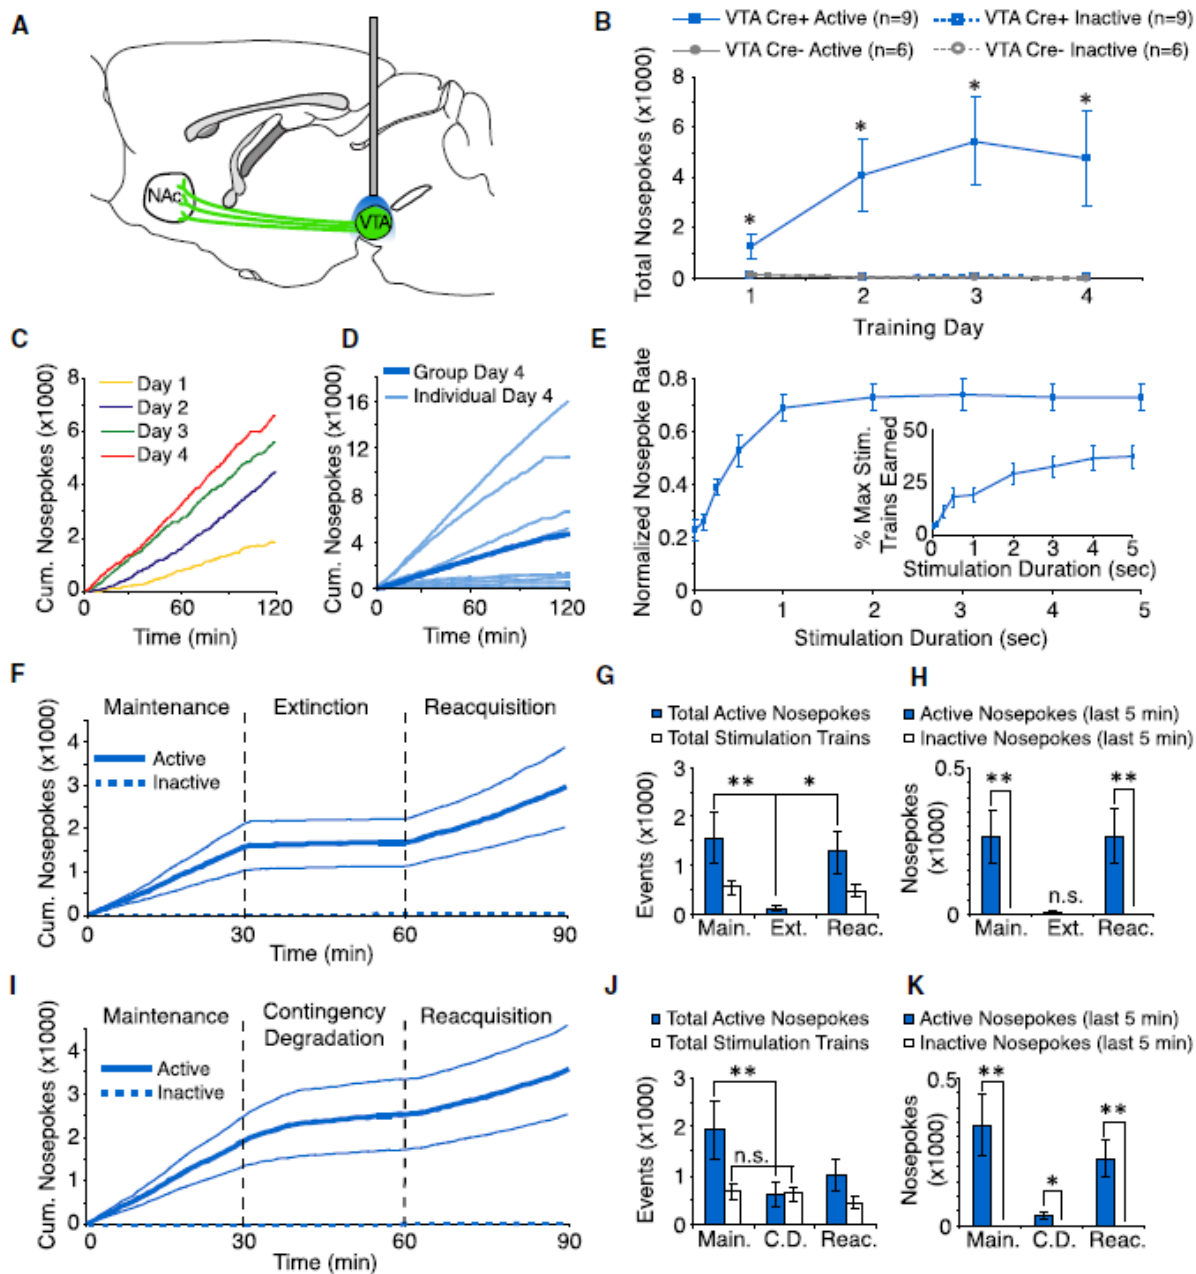 A
NAc
VTA
B
VTA Cre+ Active (n=9)
VTA Cre+ Inactive (n=9)
VTA Cre- Active (n=6)
VTA Cre- Inactive (n=6)
Total Nosepokes (x1000)
8
6
4
2
0
*
*
*
*
1
2
3
4
Training Day
C
Cum. Nosepokes (x1000)
8
6
4
2
0
Day 1
Day 2
Day 3
Day 4
0
60
120
Time (min)
D
Cum. Nosepokes (x1000)
Group Day 4
Individual Day 4
16
12
8
4
0
0
60
120
Time (min)
E
Normalized Nosepoke Rate
0.8
0.6
0.4
0.2
0
0
1
2
3
4
5
Stimulation Duration (sec)
% Max Stim.
Trains Earned
50
25
0
0
1
2
3
4
5
Stimulation Duration (sec)
F
Maintenance
Extinction
Reacquisition
Cum. Nosepokes (x1000)
4
3
2
1
0
Active
Inactive
0
30
60
90
Time (min)
G
Total Active Nosepokes
Total Stimulation Trains
Events (x1000)
3
2
1
0
**
*
Main.
Ext.
Reac.
H
Active Nosepokes (last 5 min)
Inactive Nosepokes (last 5 min)
Nosepokes
(x1000)
0.5
0
**
n.s.
**
Main.
Ext.
Reac.
I
Maintenance
Contingency
Degradation
Reacquisition
Cum. Nosepokes (x1000)
4
3
2
1
0
Active
Inactive
0
30
60
90
Time (min)
J
Total Active Nosepokes
Total Stimulation Trains
Events (x1000)
3
2
1
0
**
n.s.
Main.
C.D.
Reac.
K
Active Nosepokes (last 5 min)
Inactive Nosepokes (last 5 min)
Nosepokes
(x1000)
0.5
0
**
*
**
Main.
C.D.
Reac.